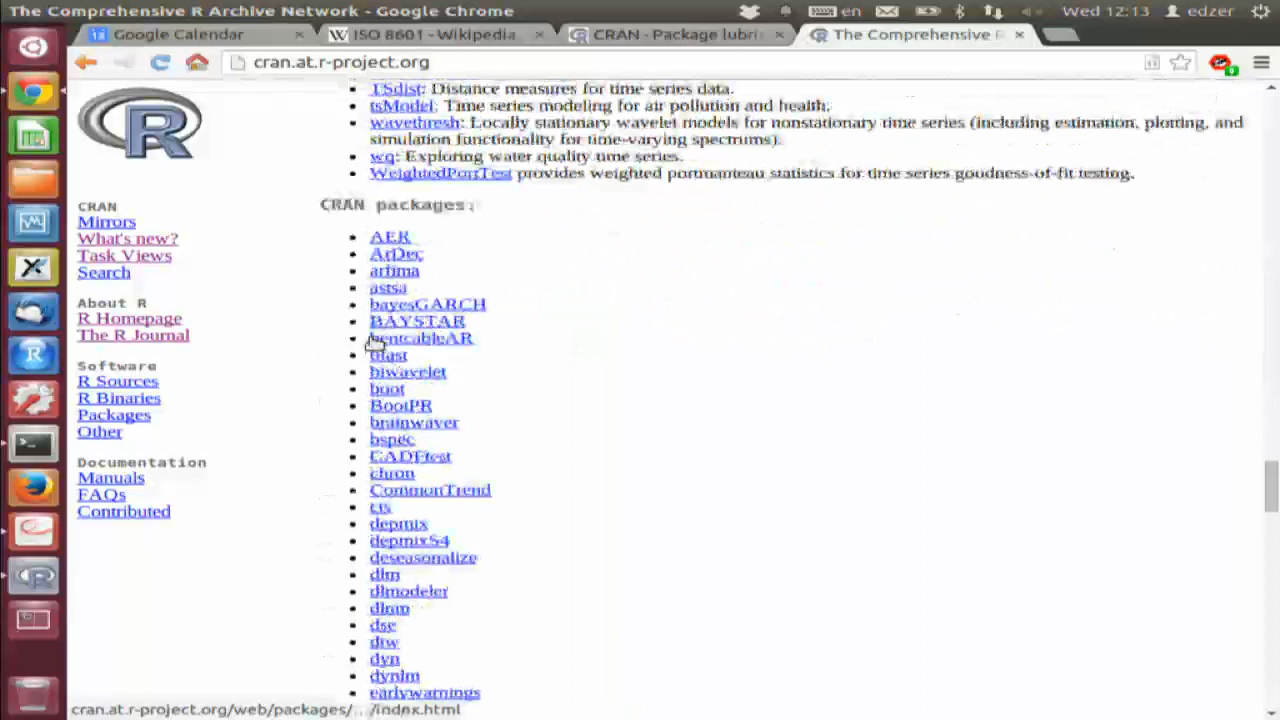 The Comprehensive R Archive Network - Google Chrome
en
Wed 12:13
edzer
18 Google Calendar
ISO 8601 - Wikipedia
CRAN - Package lubri
The Comprehensive R
cran.at.r-project.org
TSdist: Distance measures for time series data.
tsModel: Time series modeling for air pollution and health.
wavethresh: Locally stationary wavelet models for nonstationary time series (including estimation, plotting, and
simulation functionality for time-varying spectrums).
wq: Exploring water quality time series.
WeightedPortTest provides weighted portmanteau statistics for time series goodness-of-fit testing.
R
CRAN
Mirrors
What's new?
Task Views
Search
About R
R Homepage
The R Journal
Software
R Sources
R Binaries
Packages
Other
Documentation
Manuals
FAQs
Contributed
CRAN packages:
AER
ArDec
arfima
astsa
bayesGARCH
BAYSTAR
bentcableAR
bfast
biwavelet
boot
BootPR
brainwaver
bspec
CADFtest
chron
CommonTrend
cts
depmix
depmixS4
deseasonalize
dlm
dlmodeler
dlnm
dse
dtw
dyn
dynlm
earlywarnings
cran.at.r-project.org/web/packages/.../index.html